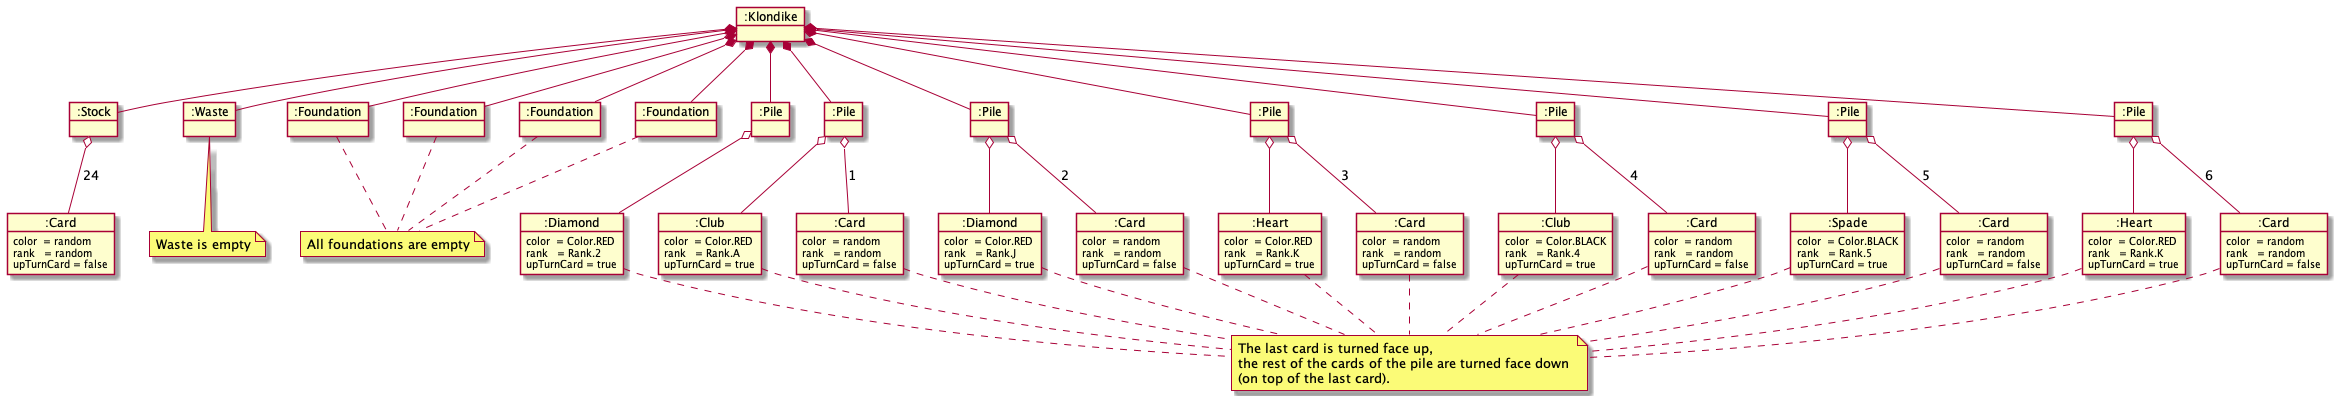 :Klondike
:Stock
:Waste
:Foundation
:Foundation
:Foundation
:Foundation
:Pile
:Pile
:Pile
:Pile
:Pile
:Pile
:Pile
24
1
2
3
4
5
6
:Card
color = random
rank = random
upTurnCard = false
Waste is empty
All foundations are empty
:Diamond
color = Color.RED
rank = Rank.2
upTurnCard = true
:Club
color = Color.RED
rank = Rank.A
upTurnCard = true
:Card
color = random
rank = random
upTurnCard = false
:Diamond
color = Color.RED
rank = Rank.J
upTurnCard = true
:Card
color = random
rank = random
upTurnCard = false
:Heart
color = Color.RED
rank = Rank.K
upTurnCard = true
:Card
color = random
rank = random
upTurnCard = false
:Club
color = Color.BLACK
rank = Rank.4
upTurnCard = true
:Card
color = random
rank = random
upTurnCard = false
:Spade
color = Color.BLACK
rank = Rank.5
upTurnCard = true
:Card
color = random
rank = random
upTurnCard = false
:Heart
color = Color.RED
rank = Rank.K
upTurnCard = true
:Card
color = random
rank = random
upTurnCard = false
The last card is turned face up,
the rest of the cards of the pile are turned face down
(on top of the last card).